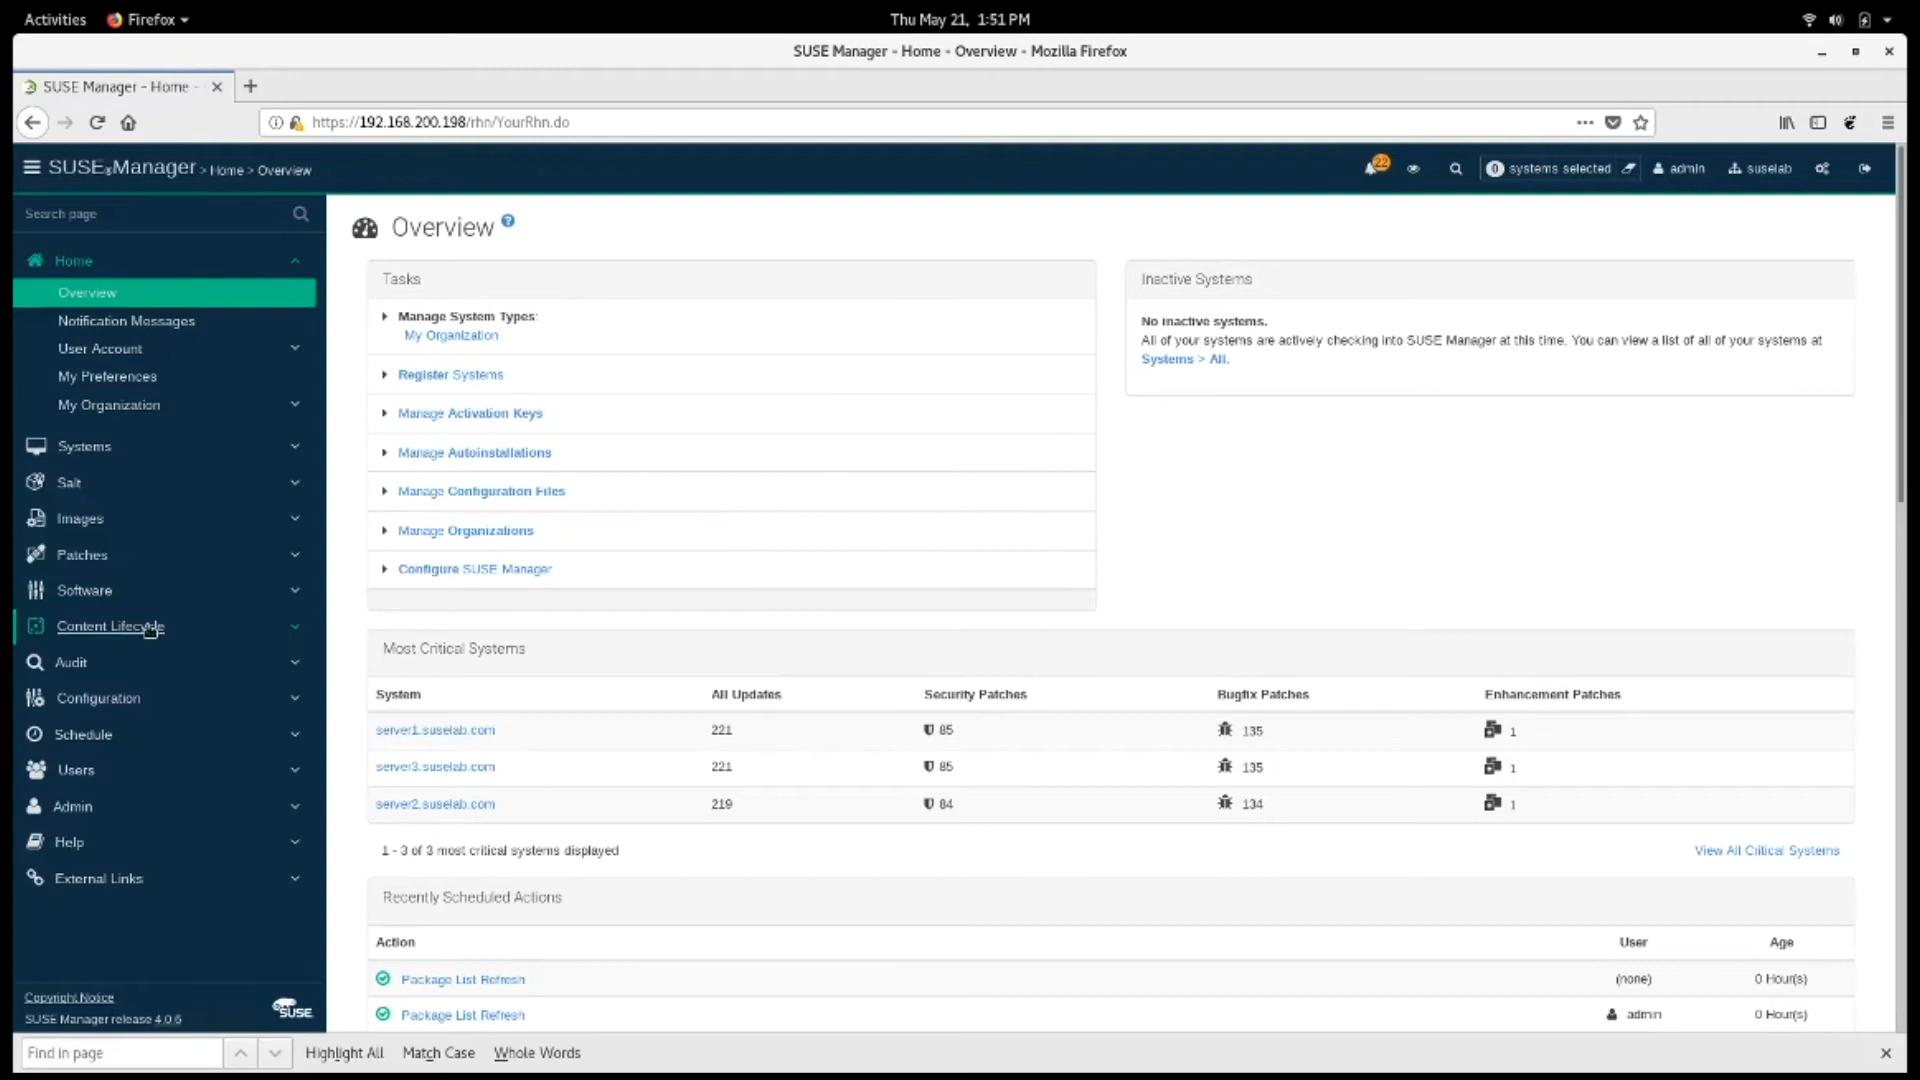 Activities Firefox Thu May 21, 1:51 PM
SUSE Manager - Home - Overview - Mozilla Firefox
SUSE Manager - Home -
https://192.168.200.198/rhn/YourRhn.do
SUSE Manager > Home > Overview 22 0 systems selected admin suselab
Search page
Home
Overview
Notification Messages
User Account
My Preferences
My Organization
Systems
Salt
Images
Patches
Software
Content Lifecycle
Audit
Configuration
Schedule
Users
Admin
Help
External Links
Copyright Notice
SUSE Manager release 4.0.6
SUSE
Overview
Tasks
Manage System Types:
My Organization
Register Systems
Manage Activation Keys
Manage Autoinstallations
Manage Configuration Files
Manage Organizations
Configure SUSE Manager
Inactive Systems
No inactive systems.
All of your systems are actively checking into SUSE Manager at this time. You can view a list of all of your systems at
Systems > All.
Most Critical Systems
System All Updates Security Patches Bugfix Patches Enhancement Patches
server1.suselab.com 221 85 135 1
server3.suselab.com 221 85 135 1
server2.suselab.com 219 84 134 1
1 - 3 of 3 most critical systems displayed View All Critical Systems
Recently Scheduled Actions
Action User Age
Package List Refresh (none) 0 Hour(s)
Package List Refresh admin 0 Hour(s)
Find in page Highlight All Match Case Whole Words